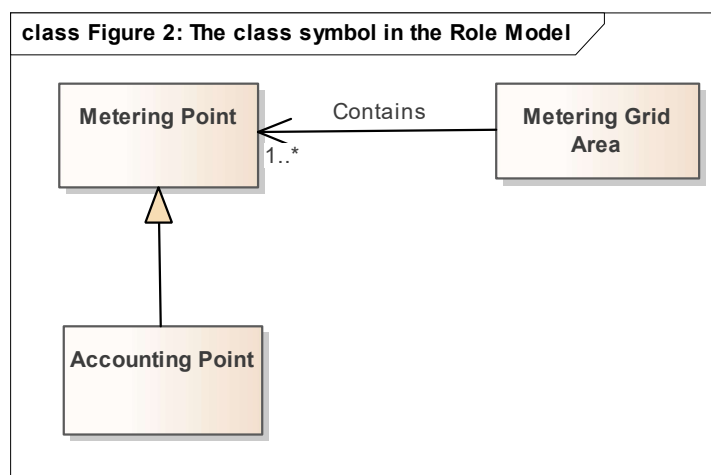 class Figure 2: The class symbol in the Role Model
Metering Point
Contains
1..*
Metering Grid
Area
Accounting Point